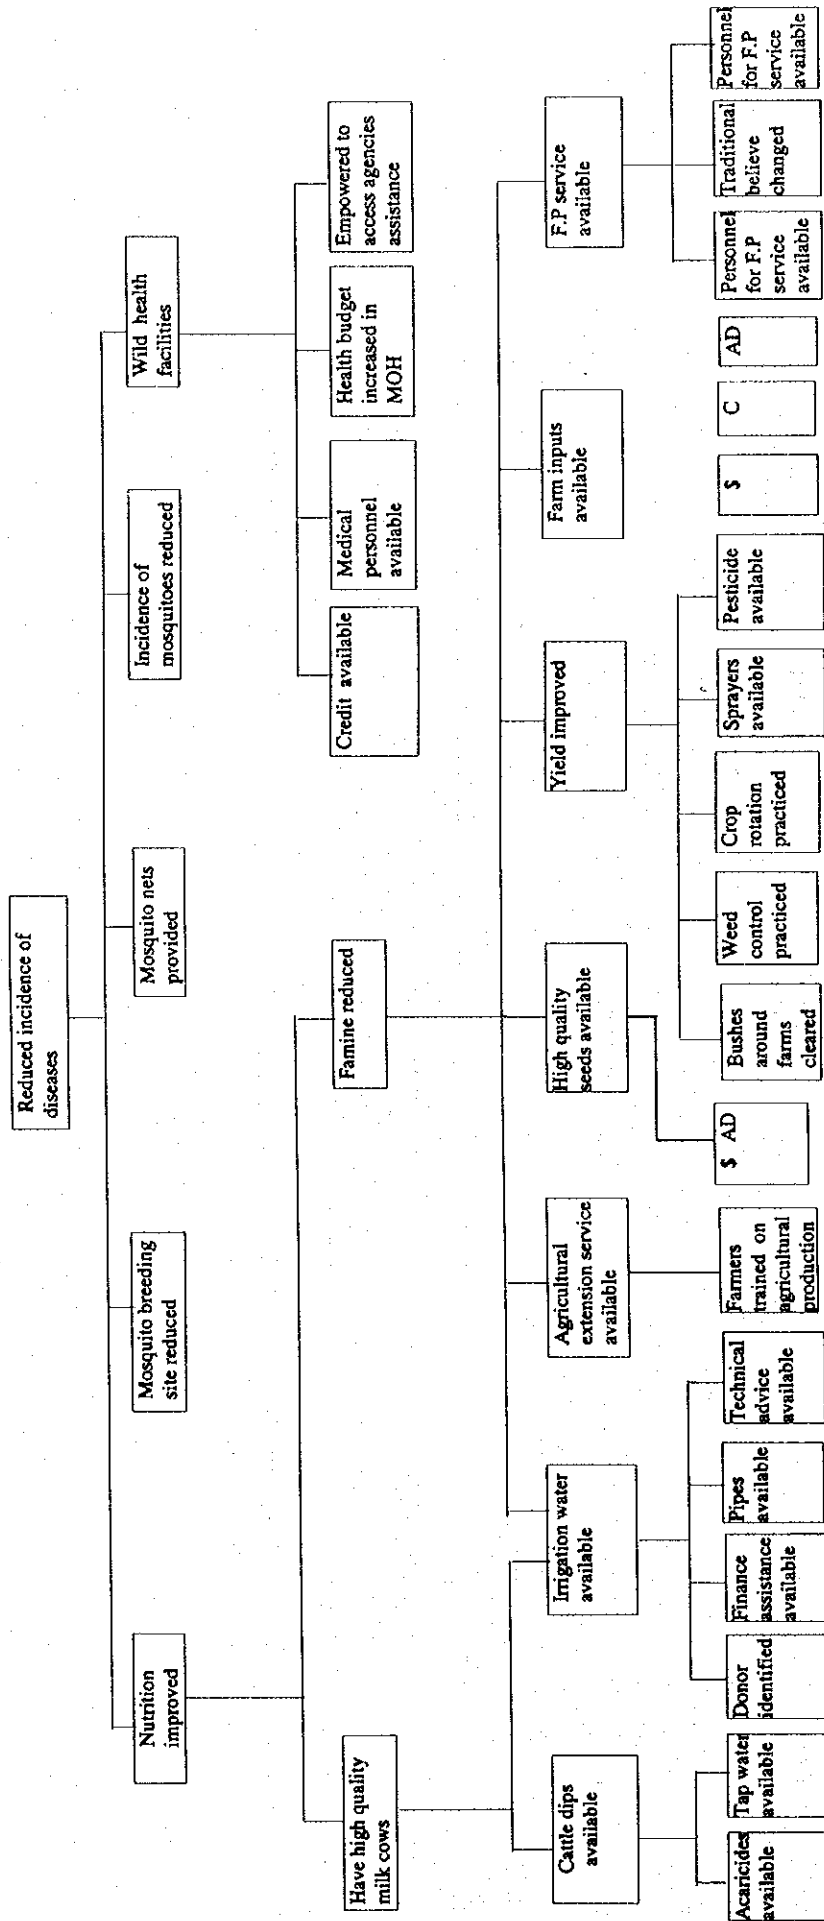 Reduced incidence of
diseases
Nutrition
improved
Mosquito breeding
site reduced
Mosquito nets
provided
Incidence of
mosquitoes reduced
Wild health
facilities
Have high quality
milk cows
Famine reduced
Credit available
Medical
personnel
available
Health budget
increased in
MOH
Empowered to
access agencies
assistance
Cattle dips
available
Irrigation water
available
Agricultural
extension service
available
High quality
seeds available
Yield improved
Farm inputs
available
F.P service
available
Acaricides
available
Tap water
available
Donor
identified
Finance
assistance
available
Pipes
available
Technical
advice
available
Farmers
trained on
agricultural
production
$ AD
Bushes
around
farms
cleared
Weed
control
practiced
Crop
rotation
practiced
Sprayers
available
Pesticide
available
$
C
AD
Personnel
for F.P
service
available
Traditional
believe
changed
Personnel
for F.P
service
available